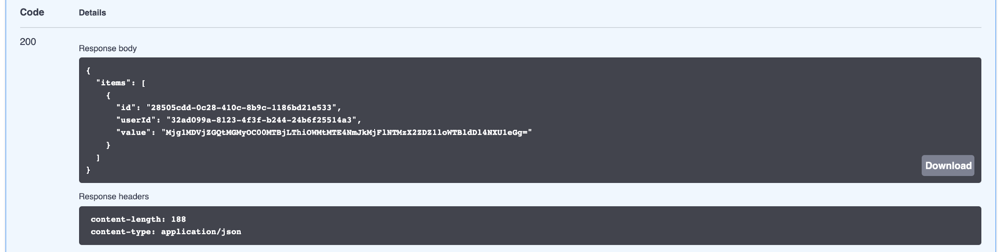 Code Details
200
Response body
{
"items": [
{
"id": "28505cdd-0c28-410c-8b9c-1186bd21e533",
"userId": "32ad099a-8123-4f3f-b244-24b6f25514a3",
"value": "Mjg1MDVjZGQtMGMyOC00MTBjLThiOWMtMTE4NmJkMjFlNTMzX2ZDZ1loWTBldDl4NXU1eGg="
}
]
}
Download
Response headers
content-length: 188
content-type: application/json